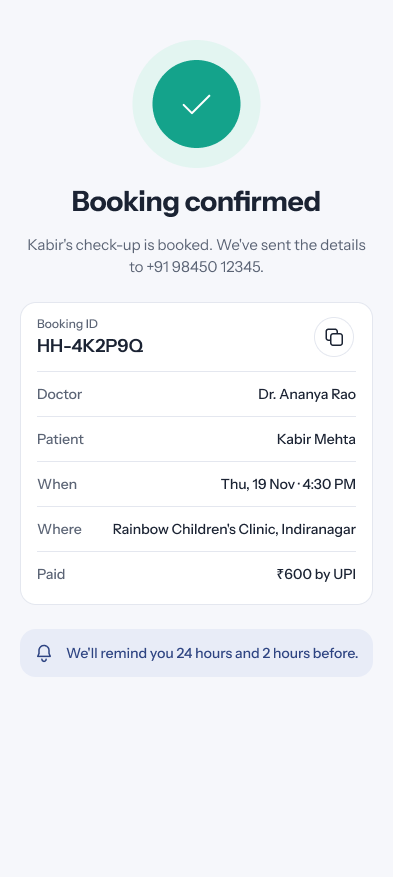 Booking confirmed
Kabir's check-up is booked. We've sent the details
to +91 98450 12345.
Booking ID
HH-4K2P9Q
Doctor Dr. Ananya Rao
Patient Kabir Mehta
When Thu, 19 Nov · 4:30 PM
Where Rainbow Children's Clinic, Indiranagar
Paid ₹600 by UPI
We'll remind you 24 hours and 2 hours before.